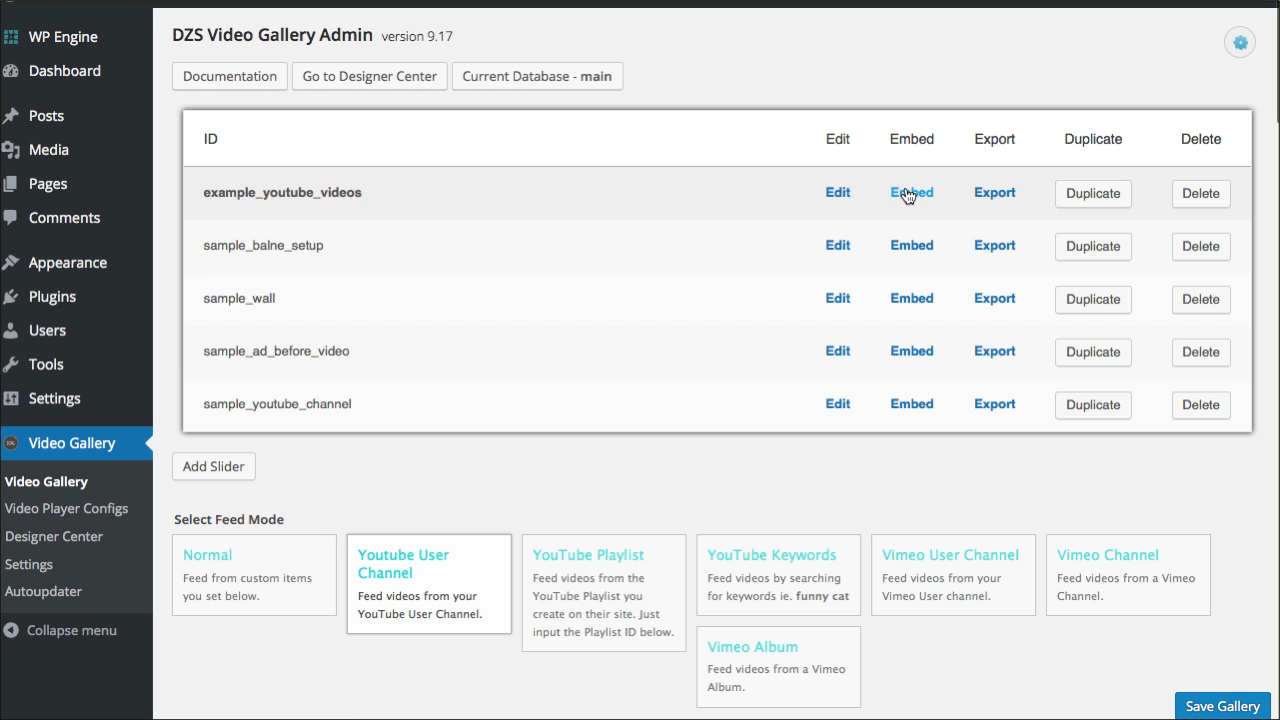 WP Engine
Dashboard
Posts
Media
Pages
Comments
Appearance
Plugins
Users
Tools
Settings
Video Gallery
Video Gallery
Video Player Configs
Designer Center
Settings
Autoupdater
Collapse menu
DZS Video Gallery Admin version 9.17
Documentation
Go to Designer Center
Current Database - main
ID Edit Embed Export Duplicate Delete
example_youtube_videos Edit Embed Export Duplicate Delete
sample_balne_setup Edit Embed Export Duplicate Delete
sample_wall Edit Embed Export Duplicate Delete
sample_ad_before_video Edit Embed Export Duplicate Delete
sample_youtube_channel Edit Embed Export Duplicate Delete
Add Slider
Select Feed Mode
Normal
Feed from custom items
you set below.
Youtube User
Channel
Feed videos from your
YouTube User Channel.
YouTube Playlist
Feed videos from the
YouTube Playlist you
create on their site. Just
input the Playlist ID below.
YouTube Keywords
Feed videos by searching
for keywords ie. funny cat
Vimeo User Channel
Feed videos from your
Vimeo User channel.
Vimeo Channel
Feed videos from a Vimeo
Channel.
Vimeo Album
Feed videos from a Vimeo
Album.
Save Gallery